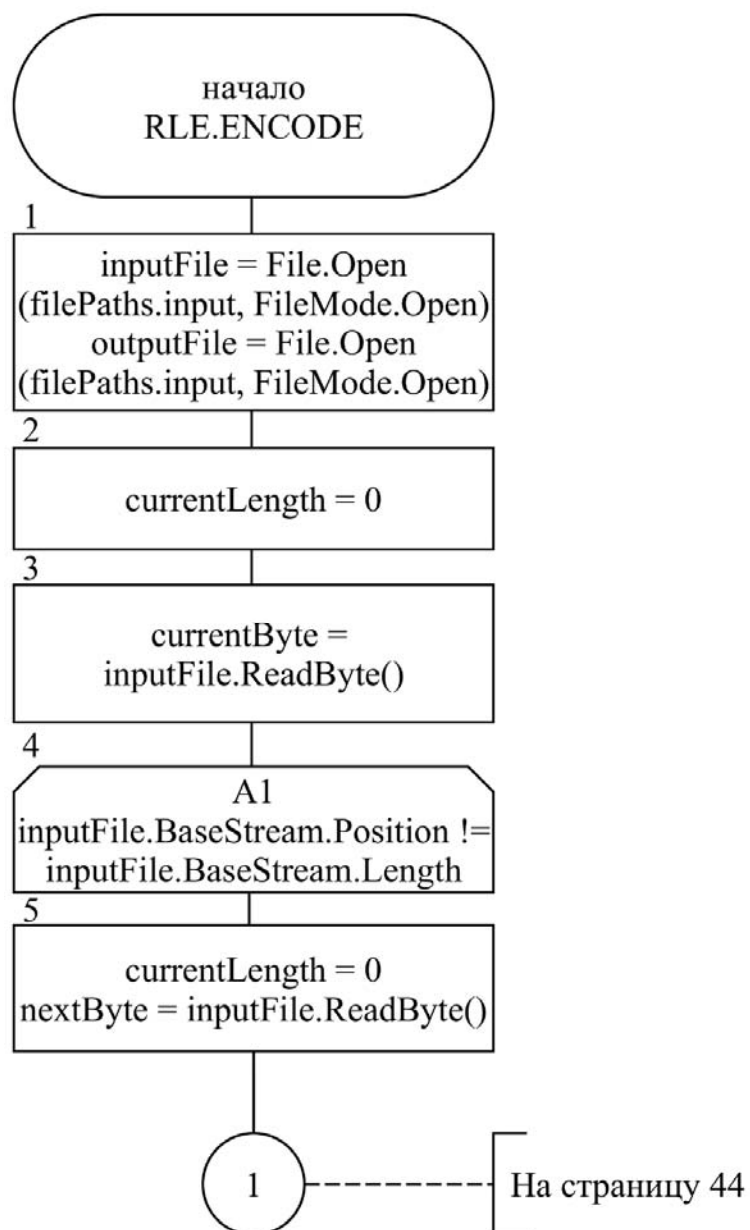 начало
RLE.ENCODE
1
inputFile = File.Open
(filePaths.input, FileMode.Open)
outputFile = File.Open
(filePaths.input, FileMode.Open)
2
currentLength = 0
3
currentByte =
inputFile.ReadByte()
4
A1
inputFile.BaseStream.Position !=
inputFile.BaseStream.Length
5
currentLength = 0
nextByte = inputFile.ReadByte()
1
На страницу 44